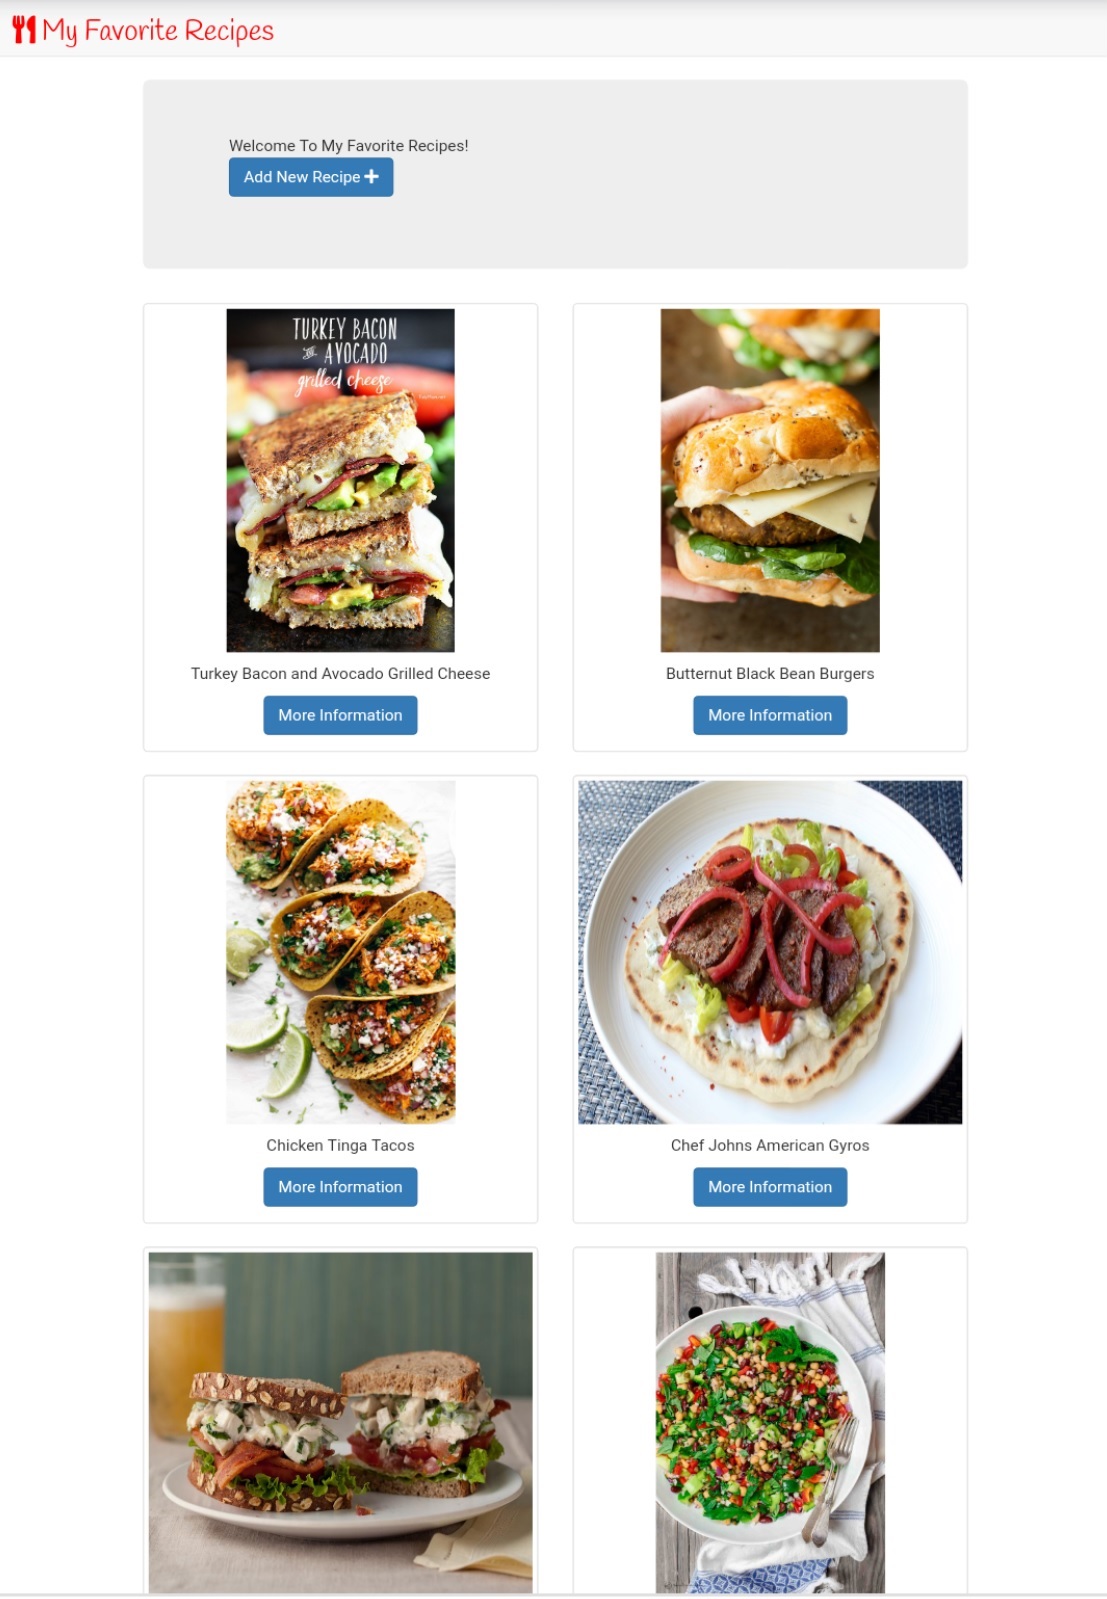 My Favorite Recipes
Welcome To My Favorite Recipes!
Add New Recipe
TURKEY BACON
AVOCADO
grilled cheese
Turkey Bacon and Avocado Grilled Cheese
More Information
Butternut Black Bean Burgers
More Information
Chicken Tinga Tacos
More Information
Chef Johns American Gyros
More Information